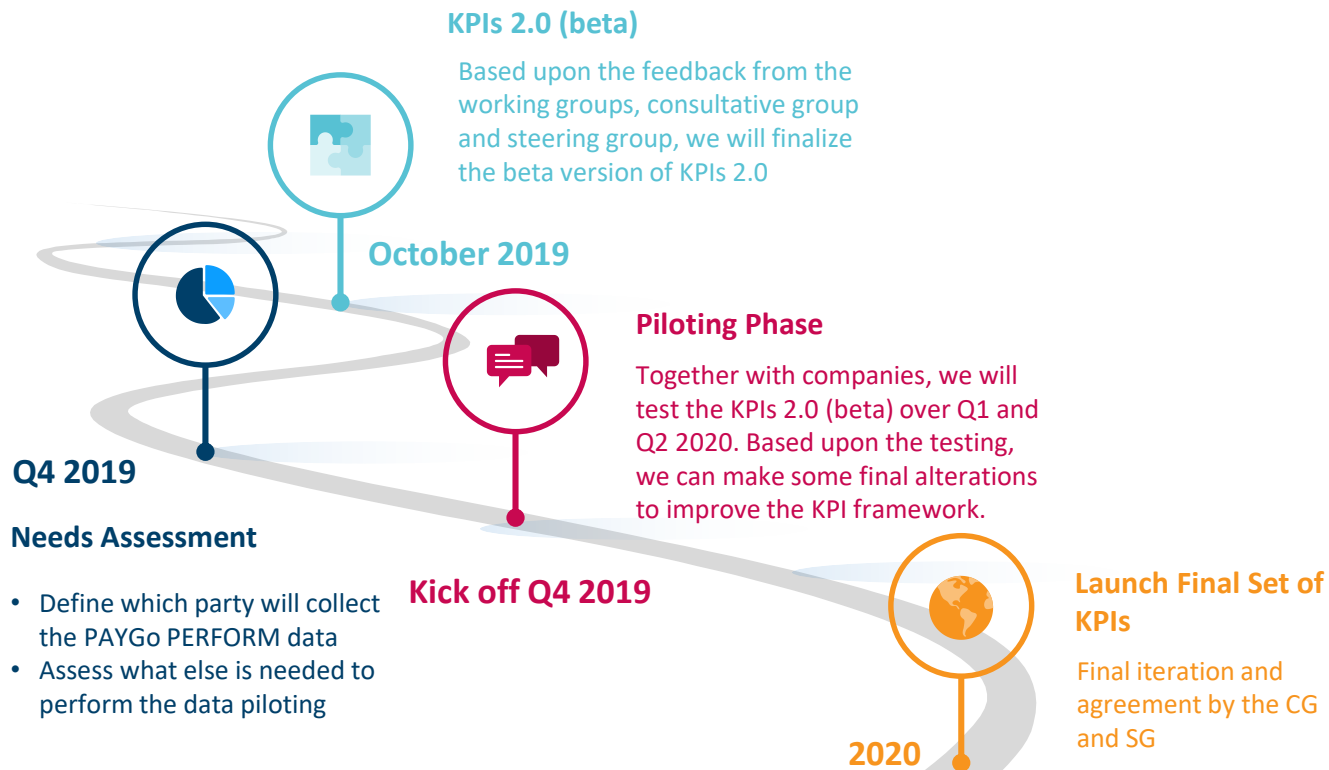 KPIs 2.0 (beta)
Based upon the feedback from the
working groups, consultative group
and steering group, we will finalize
the beta version of KPIs 2.0
October 2019
Q4 2019
Needs Assessment
• Define which party will collect
the PAYGo PERFORM data
• Assess what else is needed to
perform the data piloting
Piloting Phase
Together with companies, we will
test the KPIs 2.0 (beta) over Q1 and
Q2 2020. Based upon the testing,
we can make some final alterations
to improve the KPI framework.
Kick off Q4 2019
Launch Final Set of
KPIs
Final iteration and
agreement by the CG
and SG
2020